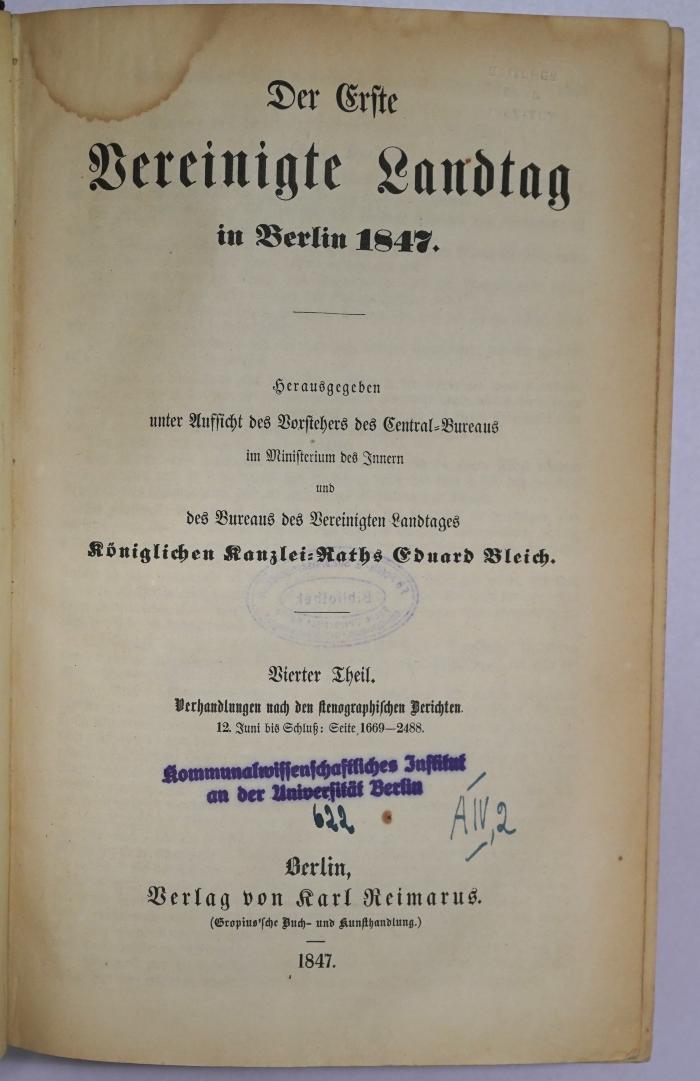 Der Erste
Vereinigte Landtag
in Berlin 1847.
Herausgegeben
unter Aufsicht des Vorstehers des Central-Bureaus
im Ministerium des Innern
und
des Bureaus des Vereinigten Landtages
Königlichen Kanzlei-Raths Eduard Bleich.
Bibliothek
Vierter Theil.
Verhandlungen nach den stenographischen Berichten.
12. Juni bis Schluß: Seite 1669—2488.
Kommunalwissenschaftliches Institut
an der Universität Berlin
622
A IV, 2
Berlin,
Verlag von Karl Reimarus.
(Gropius'sche Buch- und Kunsthandlung.)
1847.